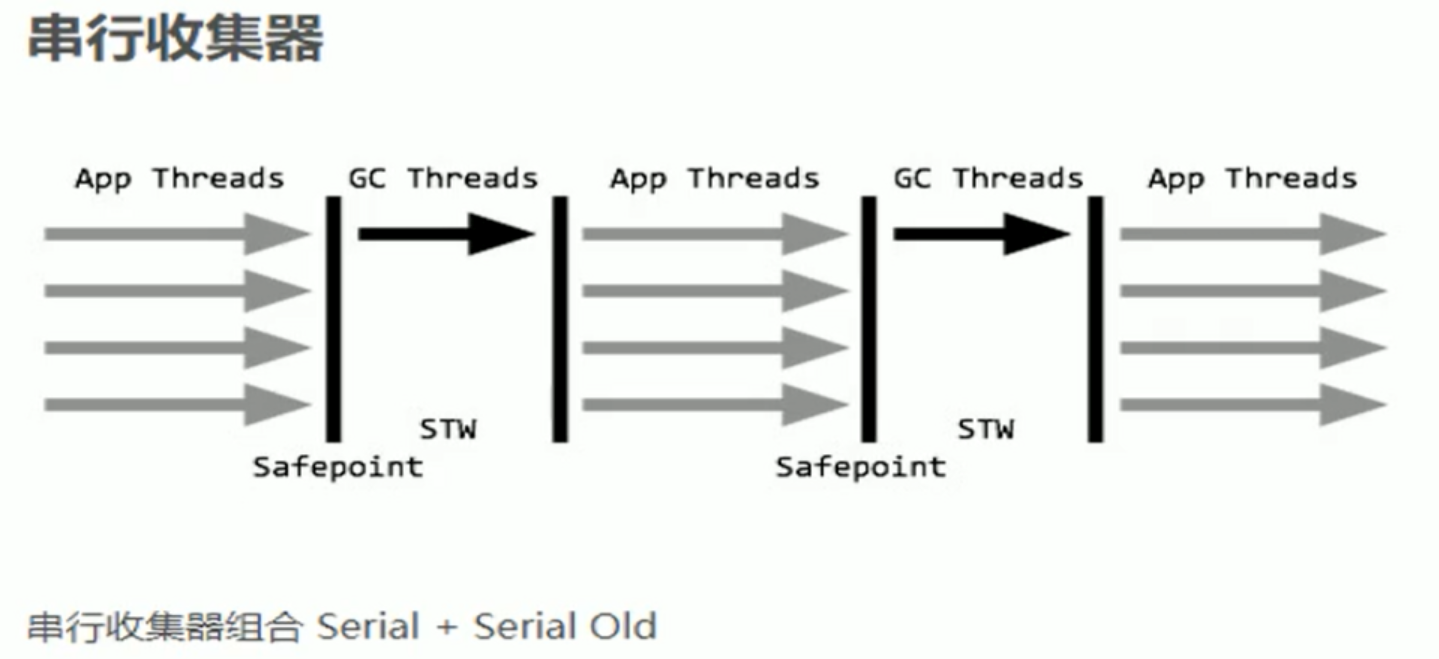 串行收集器
App Threads GC Threads App Threads GC Threads App Threads
STW STW
Safepoint Safepoint
串行收集器组合 Serial + Serial Old